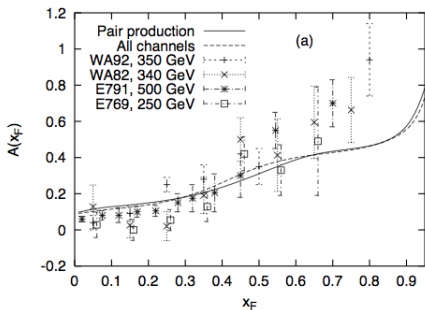 1.2
1
0.8
0.6
0.4
0.2
0
-0.2
A(xF)
Pair production
All channels
WA92, 350 GeV
WA82, 340 GeV
E791, 500 GeV
E769, 250 GeV
(a)
0 0.1 0.2 0.3 0.4 0.5 0.6 0.7 0.8 0.9
xF